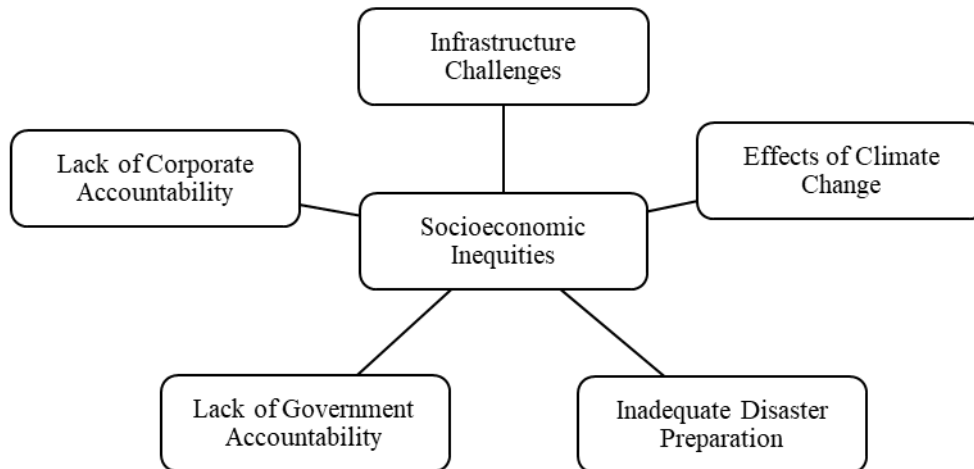 Infrastructure
Challenges
Lack of Corporate
Accountability
Effects of Climate
Change
Socioeconomic
Inequities
Lack of Government
Accountability
Inadequate Disaster
Preparation